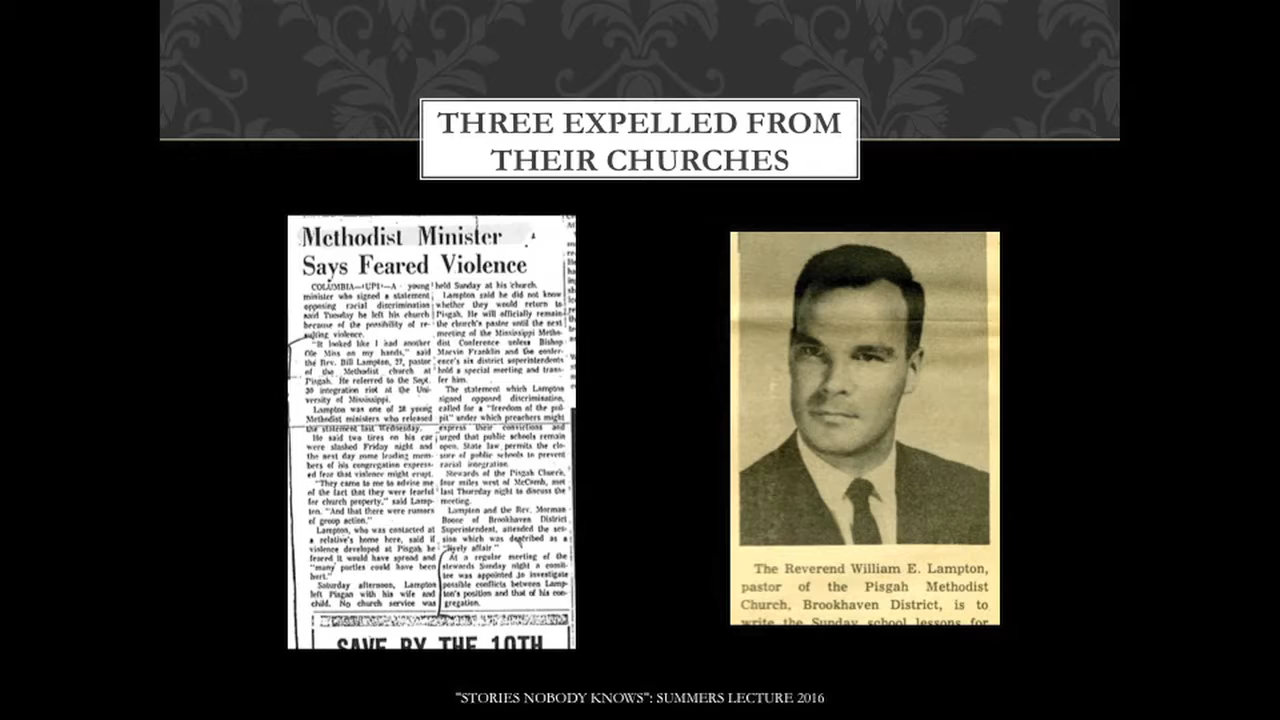 THREE EXPELLED FROM
THEIR CHURCHES
Methodist Minister
Says Feared Violence
COLUMBIA—(UPI)—A young
minister who signed a statement
opposing racial discrimination
said Tuesday he left his church
because of the possibility of re-
sulting violence.
"It looked like I had another
Ole Miss on my hands," said
the Rev. Bill Lampton, 27, pastor
of the Methodist church at
Pisgah. He referred to the Sept.
30 integration riot at the Uni-
versity of Mississippi.
Lampton was one of 28 young
Methodist ministers who released
the statement last Wednesday.
He said two tires on his car
were slashed Friday night and
the next day some leading mem-
bers of his congregation express-
ed fear that violence might erupt.
"They came to me to advise me
of the fact that they were fearful
for church property," said Lamp-
ton. "And that there were rumors
of group action."
Lampton, who was contacted at
a relative's home here, said if
violence developed at Pisgah he
feared it would have spread and
"many parties could have been
hurt."
Saturday afternoon, Lampton
left Pisgah with his wife and
child. No church service was
held Sunday at his church.
Lampton said he did not know
whether they would return to
Pisgah. He will officially remain
the church's pastor until the next
meeting of the Mississippi Metho-
dist Conference unless Bishop
Marvin Franklin and the confer-
ence's six district superintendents
hold a special meeting and trans-
fer him.
The statement which Lampton
signed opposed discrimination,
called for a "freedom of the pul-
pit" under which preachers might
express their convictions and
urged that public schools remain
open. State law permits the clo-
sure of public schools to prevent
racial integration.
Stewards of the Pisgah Church,
four miles west of McComb, met
last Thursday night to discuss the
meeting.
Lampton and the Rev. Norman
Boone of Brookhaven District
Superintendent, attended the ses-
sion which was described as a
"lively affair."
At a regular meeting of the
stewards Sunday night a commit-
tee was appointed to investigate
possible conflicts between Lamp-
ton's position and that of his con-
gregation.
SAVE BY THE 10TH
The Reverend William E. Lampton,
pastor of the Pisgah Methodist
Church, Brookhaven District, is to
write the Sunday school lessons for
"STORIES NOBODY KNOWS": SUMMERS LECTURE 2016